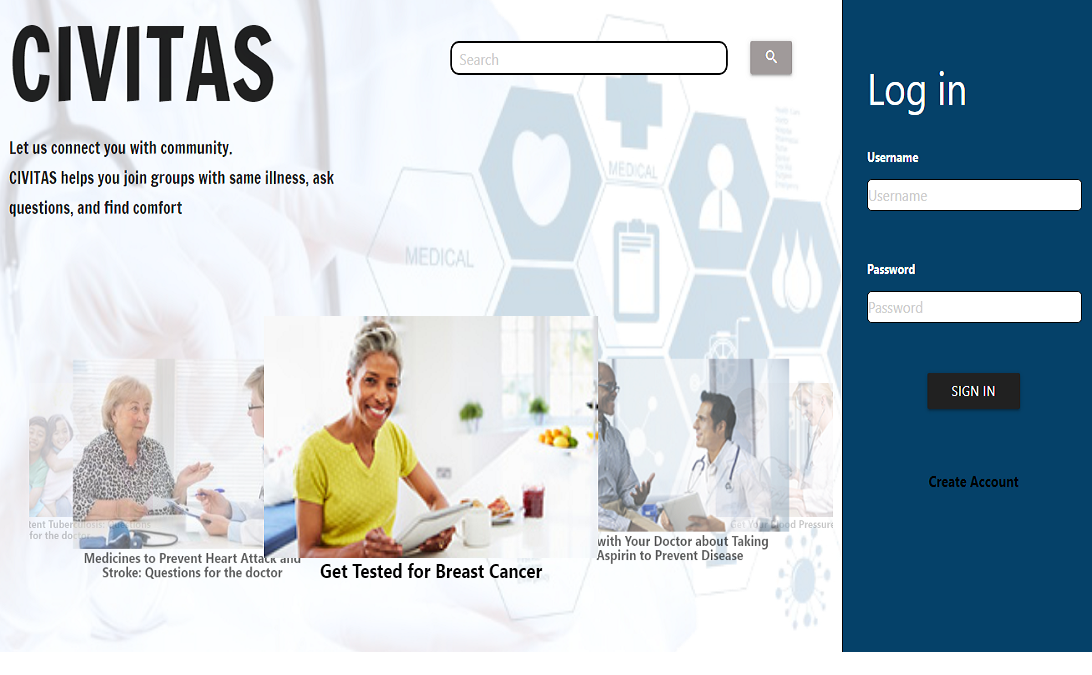 CIVITAS
Search
Let us connect you with community.
CIVITAS helps you join groups with same illness, ask
questions, and find comfort
MEDICAL
MEDICAL
tent Tuberculosis: Questions
for the doctor
Medicines to Prevent Heart Attack and
Stroke: Questions for the doctor
Get Tested for Breast Cancer
with Your Doctor about Taking
Aspirin to Prevent Disease
Get Your Blood Pressure
Log in
Username
Username
Password
Password
SIGN IN
Create Account